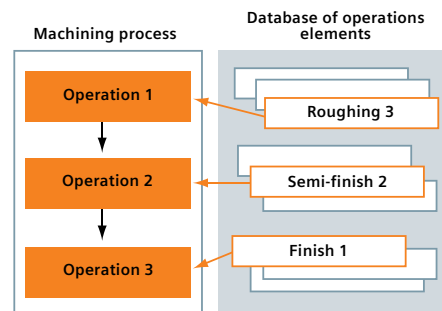 Machining process
Database of operations
elements
Operation 1
Roughing 3
Operation 2
Semi-finish 2
Operation 3
Finish 1